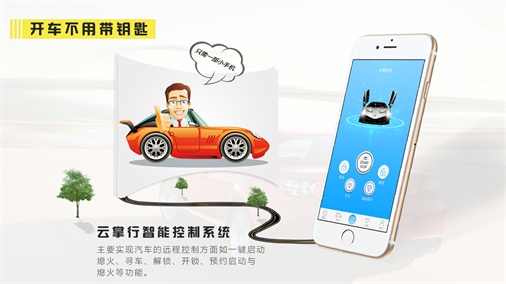 开车不用带钥匙
只需一部小手机
START
STOP
云掌行智能控制系统
主要实现汽车的远程控制方面如一键启动
熄火、寻车、解锁、开锁、预约启动与
熄火等功能。